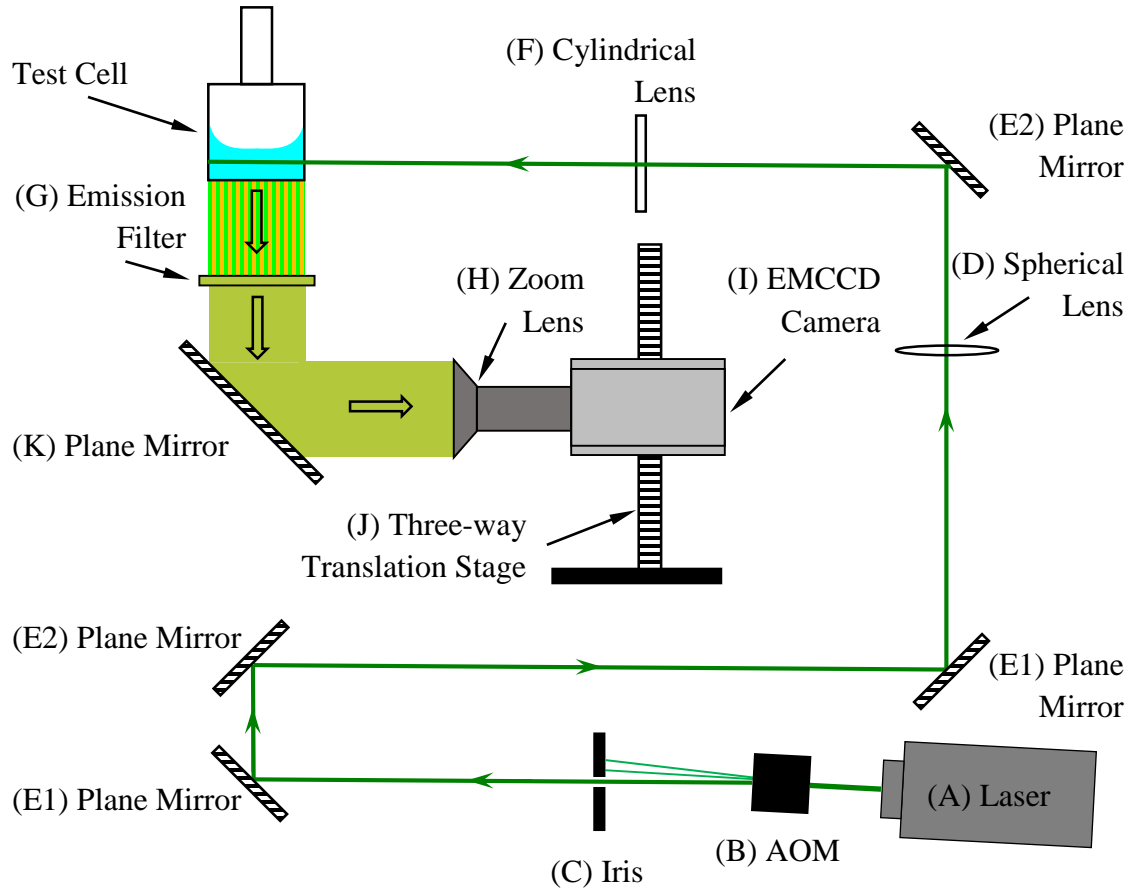 (F) Cylindrical
Lens
Test Cell
(E2) Plane
Mirror
(G) Emission
Filter
(H) Zoom
Lens
(I) EMCCD
Camera
(D) Spherical
Lens
(K) Plane Mirror
(J) Three-way
Translation Stage
(E2) Plane Mirror
(E1) Plane
Mirror
(E1) Plane Mirror
(A) Laser
(B) AOM
(C) Iris